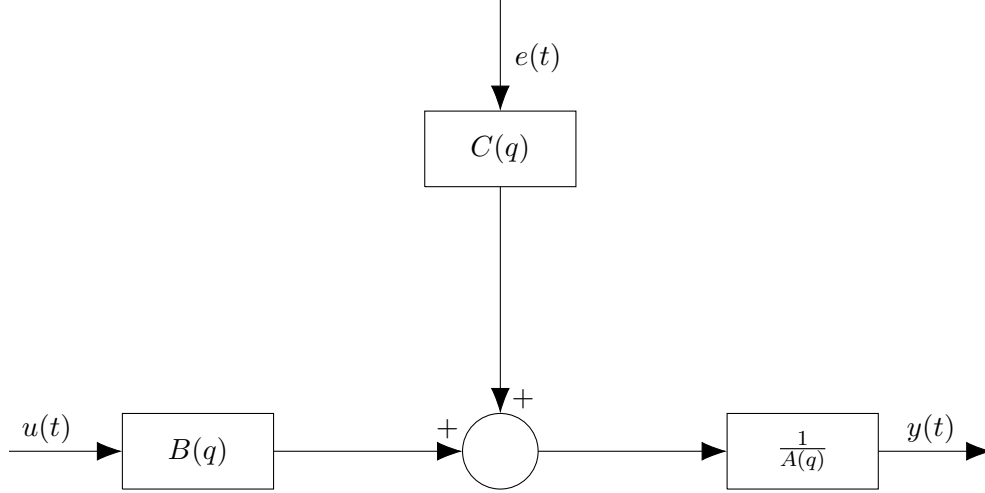 e(t)
C(q)
+
u(t)
B(q)
+
1
A(q)
y(t)